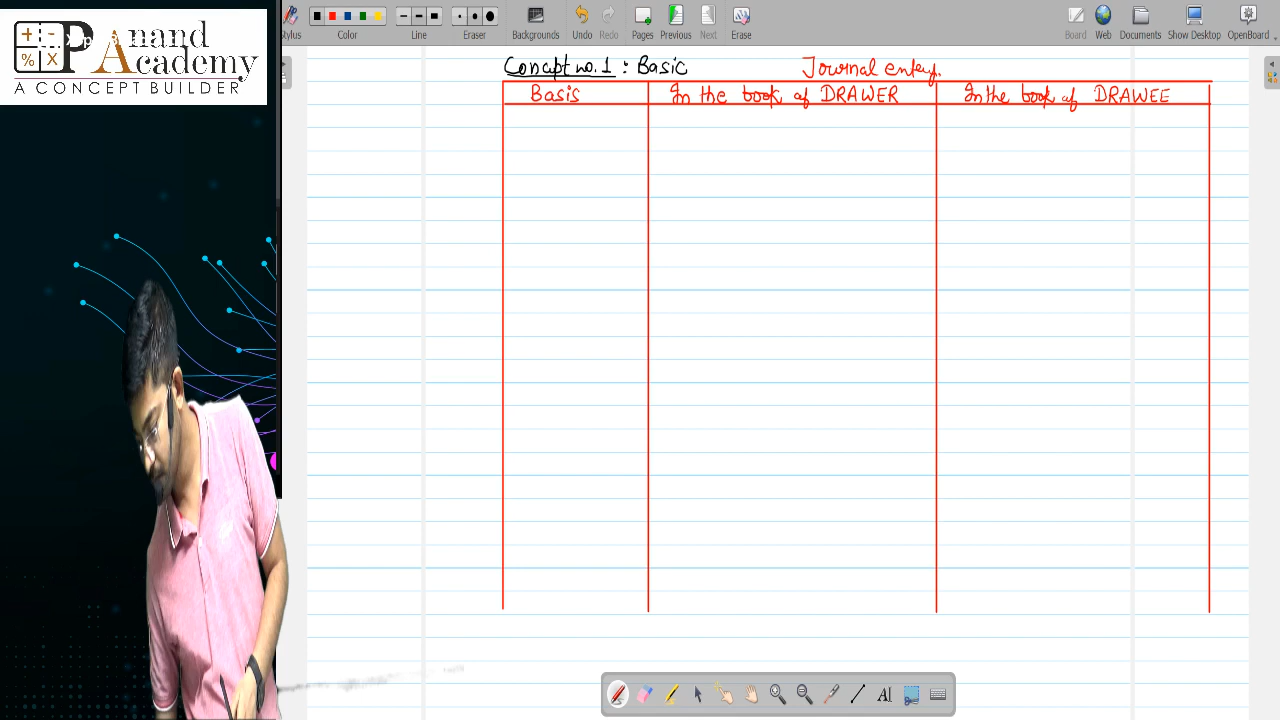 + -
% X
P Anand
Academy
A CONCEPT BUILDER
Stylus
Color
Line
Eraser
Backgrounds
Undo
Redo
Pages
Previous
Next
Erase
Board
Web
Documents
Show Desktop
OpenBoard
Concept no. 1 : Basic
Journal entry.
Basis
In the book of DRAWER
In the book of DRAWEE